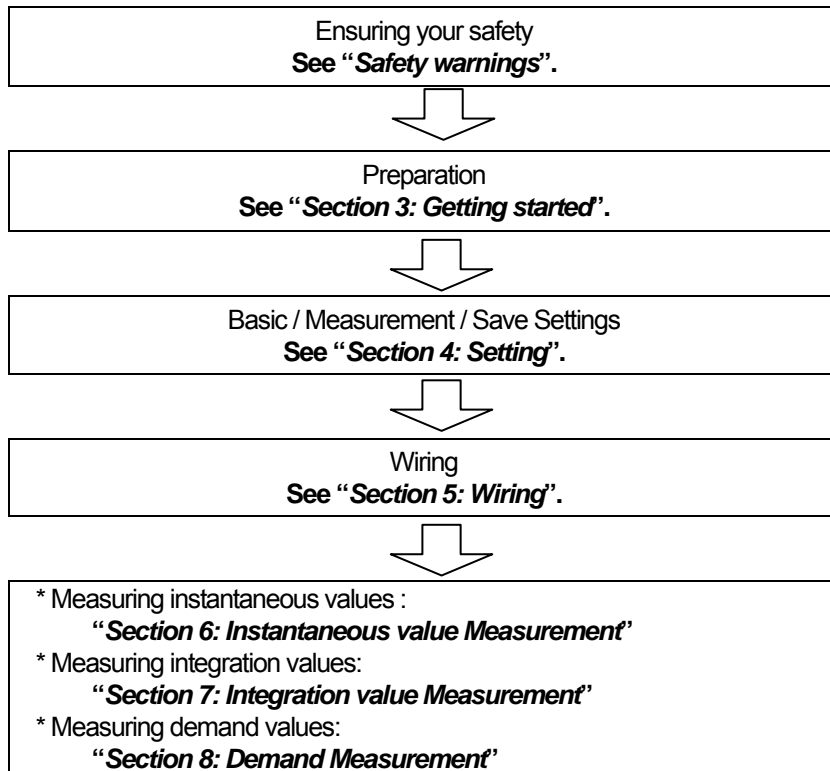 Ensuring your safety
See “Safety warnings”.
Preparation
See “Section 3: Getting started”.
Basic / Measurement / Save Settings
See “Section 4: Setting”.
Wiring
See “Section 5: Wiring”.
* Measuring instantaneous values :
“Section 6: Instantaneous value Measurement”
* Measuring integration values:
“Section 7: Integration value Measurement”
* Measuring demand values:
“Section 8: Demand Measurement”